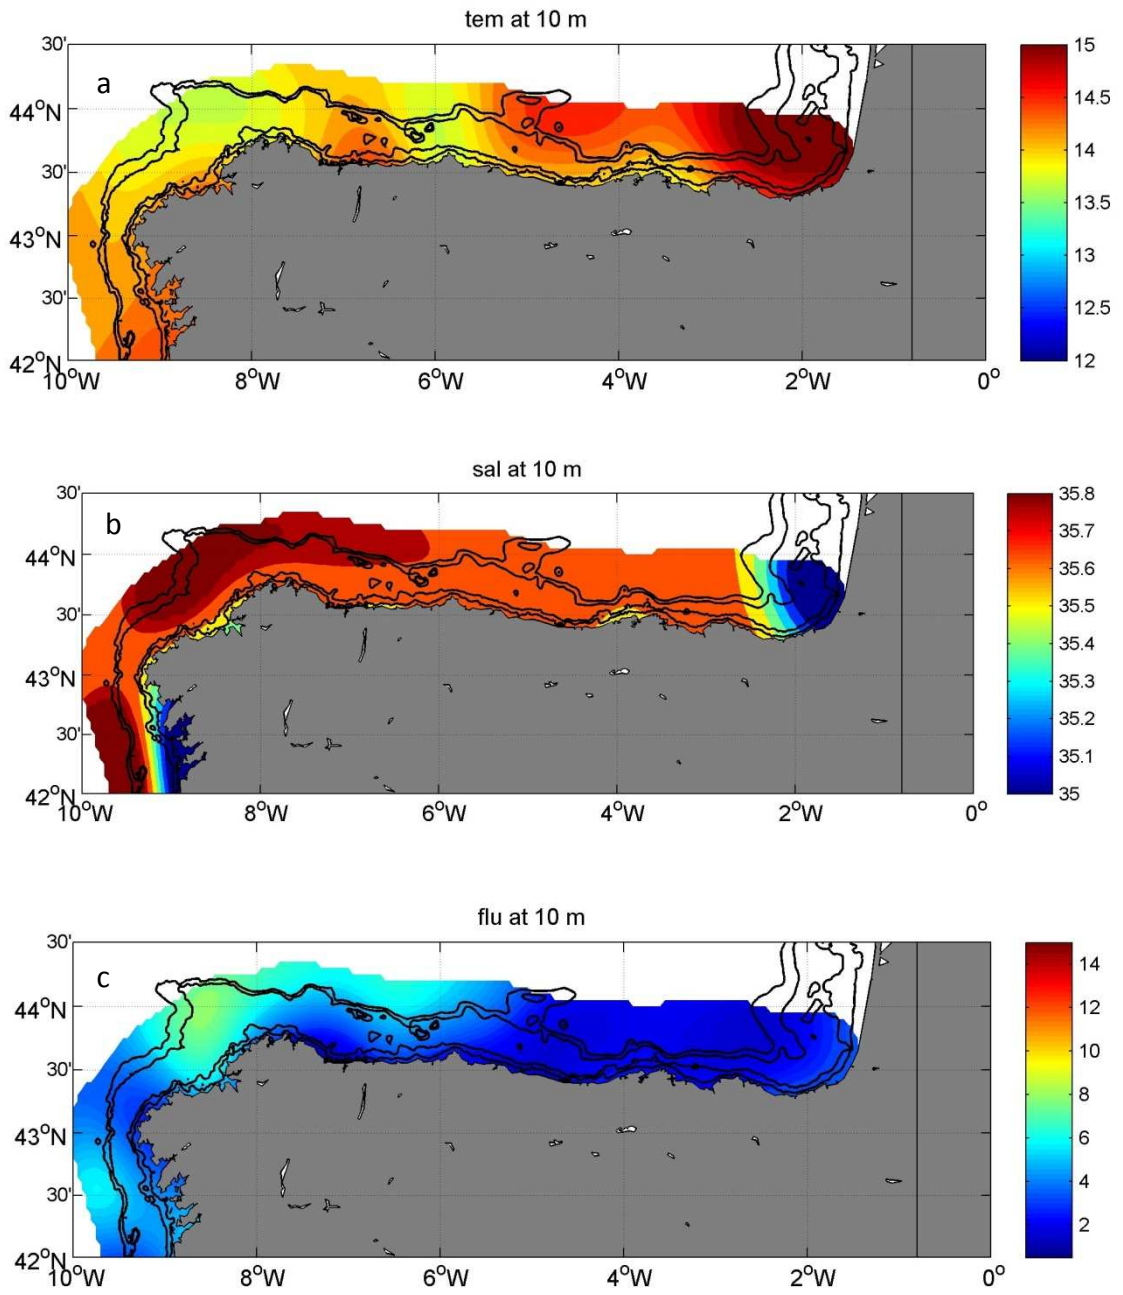 tem at 10 m
a
30'
44°N
30'
43°N
30'
42°N
10°W 8°W 6°W 4°W 2°W 0°
15
14.5
14
13.5
13
12.5
12
sal at 10 m
b
30'
44°N
30'
43°N
30'
42°N
10°W 8°W 6°W 4°W 2°W 0°
35.8
35.7
35.6
35.5
35.4
35.3
35.2
35.1
35
flu at 10 m
c
30'
44°N
30'
43°N
30'
42°N
10°W 8°W 6°W 4°W 2°W 0°
14
12
10
8
6
4
2